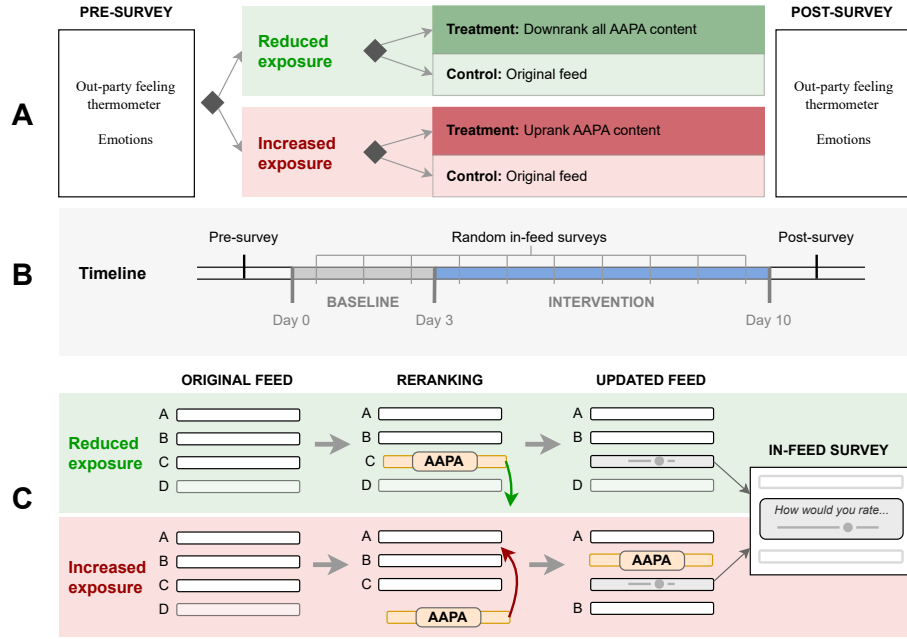 PRE-SURVEY
POST-SURVEY
A
Out-party feeling
thermometer
Emotions
Reduced
exposure
Treatment: Downrank all AAPA content
Control: Original feed
Increased
exposure
Treatment: Uprank AAPA content
Control: Original feed
Out-party feeling
thermometer
Emotions
B
Timeline
Pre-survey
Random in-feed surveys
Post-survey
BASELINE
INTERVENTION
Day 0
Day 3
Day 10
C
ORIGINAL FEED
RERANKING
UPDATED FEED
Reduced
exposure
A
B
C
D
A
B
C
AAPA
D
A
B
D
IN-FEED SURVEY
How would you rate...
Increased
exposure
A
B
C
D
A
B
C
AAPA
A
AAPA
B